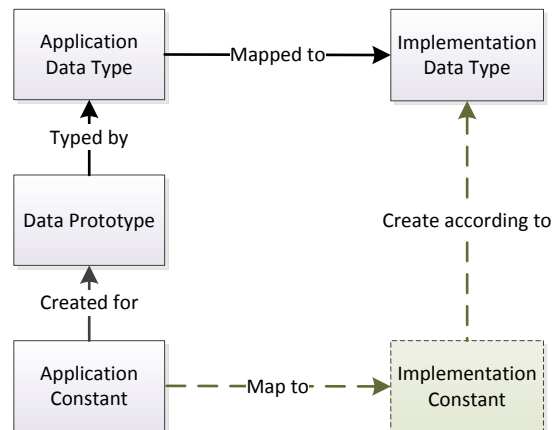 Application
Data Type
Mapped to
Implementation
Data Type
Typed by
Data Prototype
Create according to
Created for
Application
Constant
Map to
Implementation
Constant